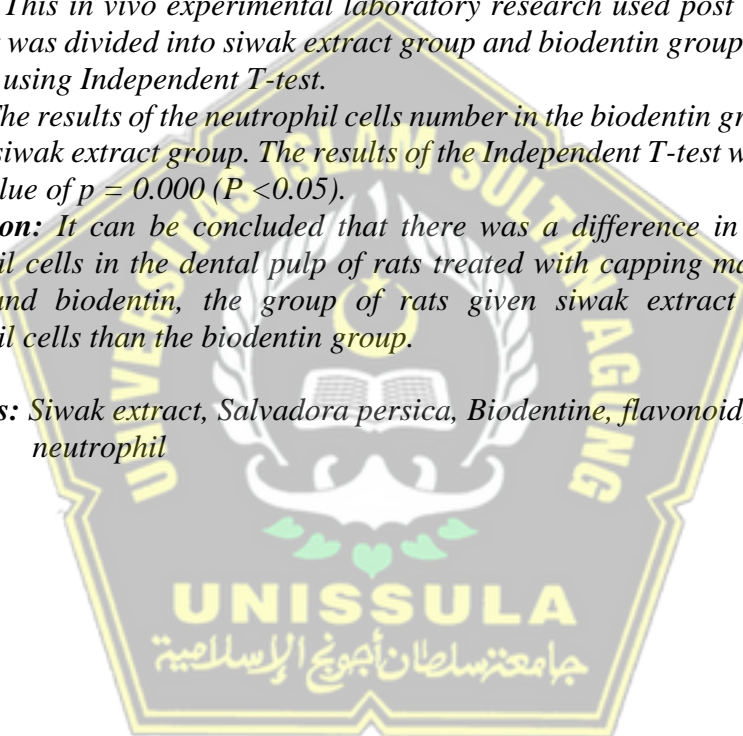 This in vivo experimental laboratory research used post
was divided into siwak extract group and biodentin group
using Independent T-test.
The results of the neutrophil cells number in the biodentin
siwak extract group. The results of the Independent T-test
of p = 0.000 (P <0.05).
It can be concluded that there was a difference in
cells in the dental pulp of rats treated with capping
and biodentin, the group of rats given siwak extract
cells than the biodentin group.
Siwak extract, Salvadora persica, Biodentine, flavonoid,
neutrophil
UNIVERSITAS ISLAM SULTAN AGUNG
UNISSULA
جامعة سلطان أجونج الإسلامية